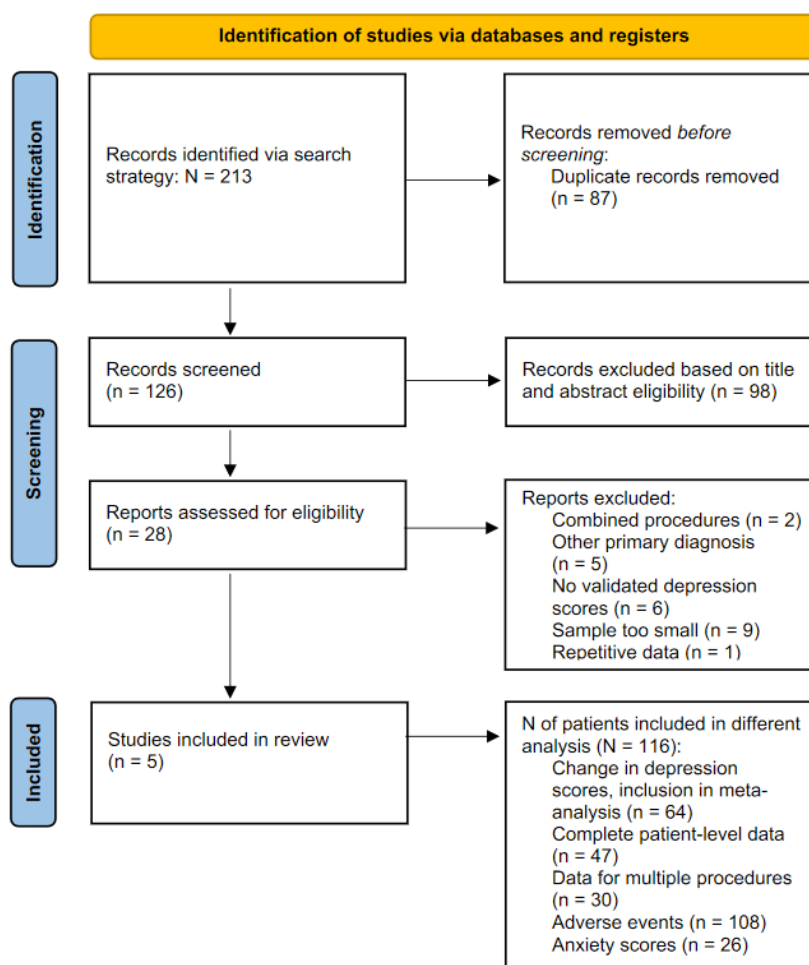 Identification of studies via databases and registers
Identification
Records identified via search
strategy: N = 213
Records removed before
screening:
Duplicate records removed
(n = 87)
Screening
Records screened
(n = 126)
Records excluded based on title
and abstract eligibility (n = 98)
Reports assessed for eligibility
(n = 28)
Reports excluded:
Combined procedures (n = 2)
Other primary diagnosis
(n = 5)
No validated depression
scores (n = 6)
Sample too small (n = 9)
Repetitive data (n = 1)
Included
Studies included in review
(n = 5)
N of patients included in different
analysis (N = 116):
Change in depression
scores, inclusion in meta-
analysis (n = 64)
Complete patient-level data
(n = 47)
Data for multiple procedures
(n = 30)
Adverse events (n = 108)
Anxiety scores (n = 26)